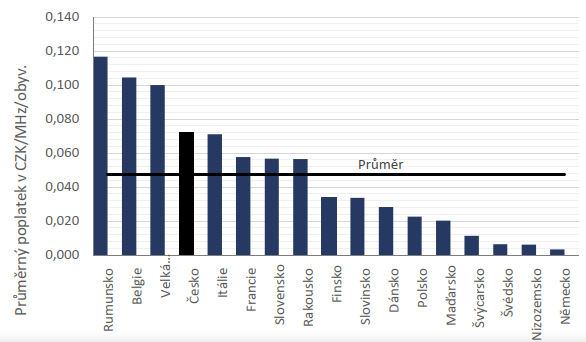 Průměrný poplatek v CZK/MHz/obyv.
0,140
0,120
0,100
0,080
0,060
0,040
0,020
0,000
Průměr
Rumunsko
Belgie
Velká...
Česko
Itálie
Francie
Slovensko
Rakousko
Finsko
Slovinsko
Dánsko
Polsko
Maďarsko
Švýcarsko
Švédsko
Nizozemsko
Německo